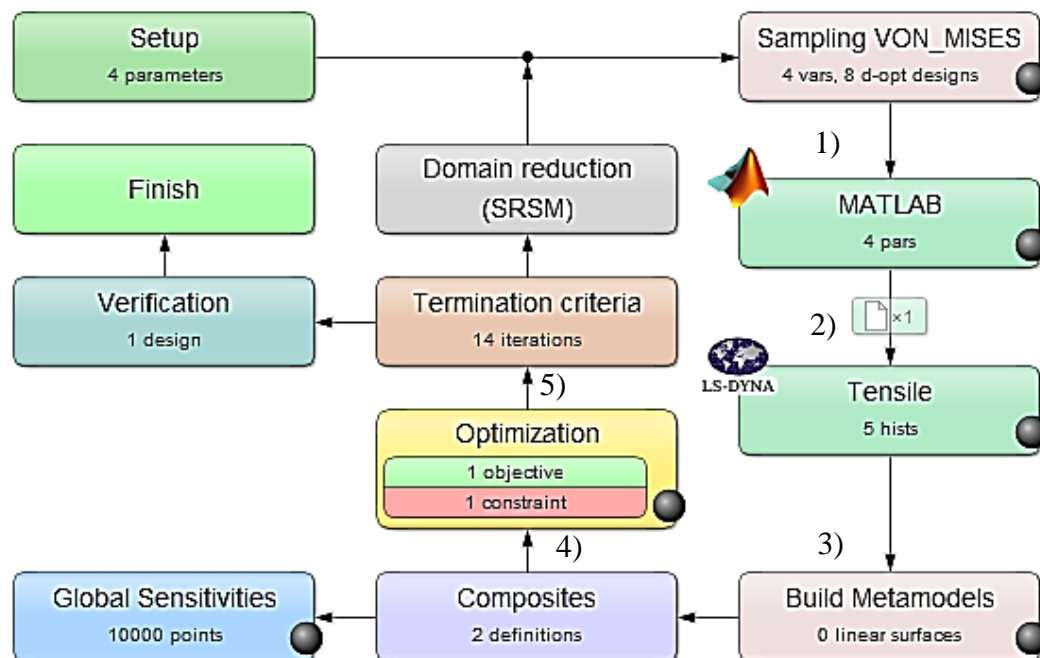 Setup
4 parameters
Sampling VON_MISES
4 vars, 8 d-opt designs
1)
Finish
Domain reduction
(SRSM)
MATLAB
4 pars
Verification
1 design
Termination criteria
14 iterations
2)
×1
LS-DYNA
Tensile
5 hists
5)
Optimization
1 objective
1 constraint
4)
3)
Global Sensitivities
10000 points
Composites
2 definitions
Build Metamodels
0 linear surfaces